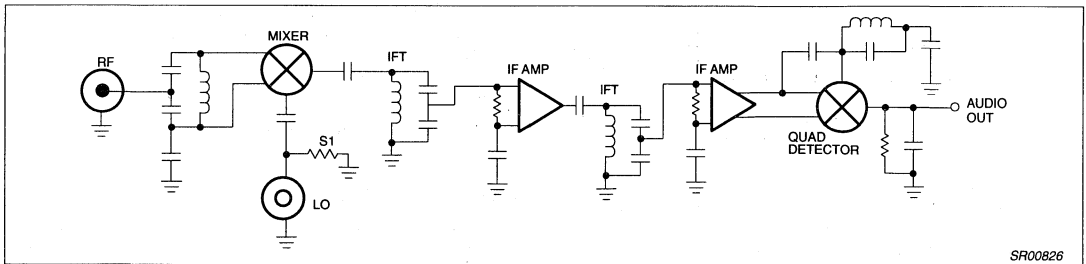 RF
MIXER
IFT
S1
LO
IF AMP
IFT
IF AMP
QUAD
DETECTOR
AUDIO
OUT
SR00826